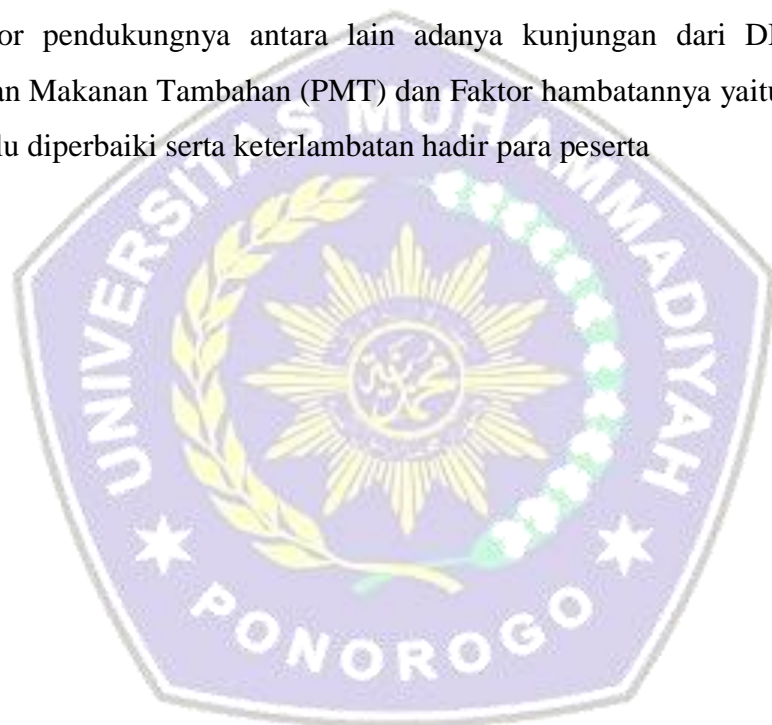 or pendukungnya antara lain adanya kunjungan dari
an Makanan Tambahan (PMT) dan Faktor hambatannya yaitu
lu diperbaiki serta keterlambatan hadir para peserta
UNIVERSITAS MUHAMMADIYAH
PONOROGO
محمدية